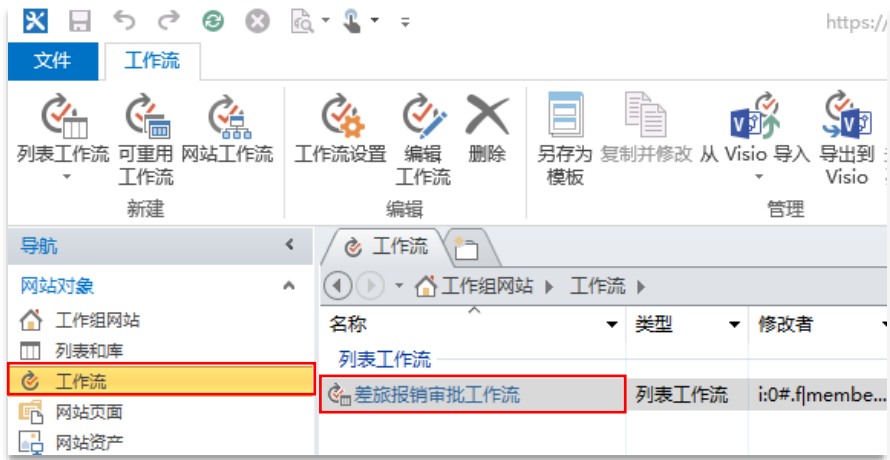 https://
文件 工作流
列表工作流 可重用 网站工作流 工作流设置 编辑 删除 另存为 复制并修改 从 Visio 导入 导出到
工作流 工作流 模板 Visio
新建 编辑 管理
导航 工作流
网站对象 工作组网站 工作流
工作组网站 名称 类型 修改者
列表和库 列表工作流
工作流 差旅报销审批工作流 列表工作流 i:0#.f|membe...
网站页面
网站资产